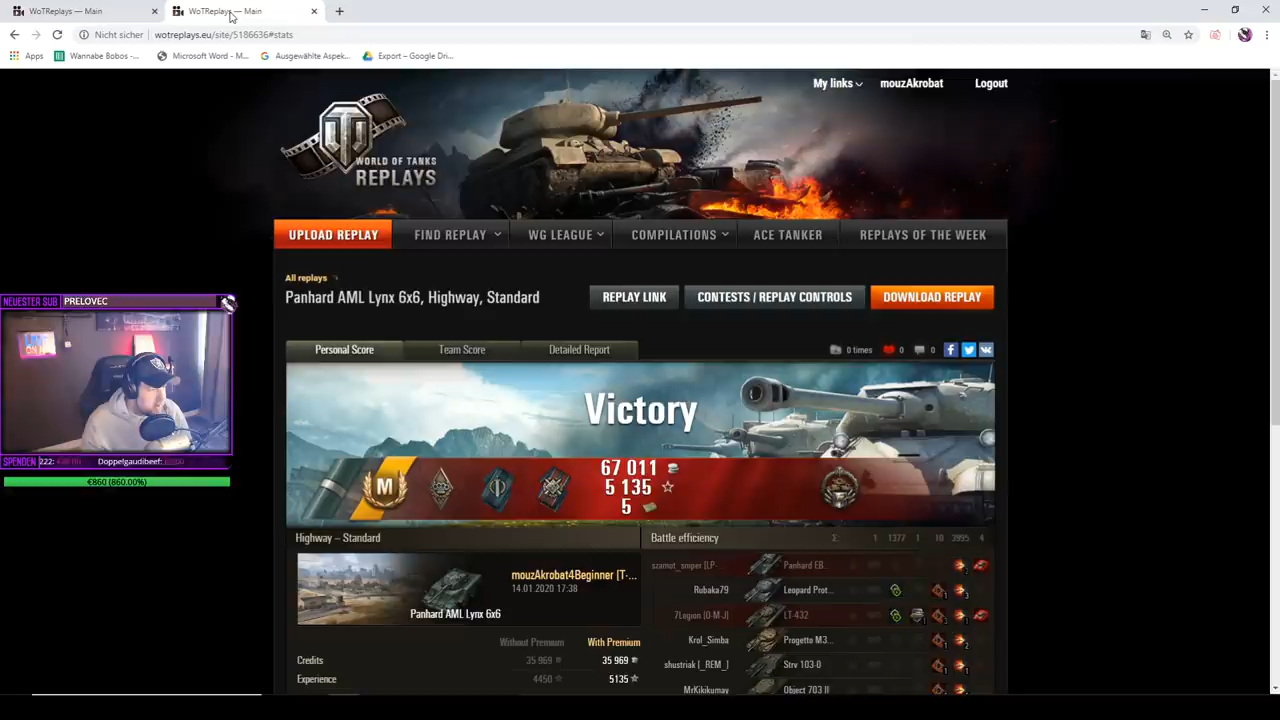 WoTReplays — Main
WoTReplays — Main
Nicht sicher
wotreplays.eu/site/5186636#stats
Apps
Wannabe Bobos -...
Microsoft Word - M...
Ausgewählte Aspek...
Export – Google Dri...
My links
mouzAkrobat
Logout
WORLD OF TANKS
REPLAYS
UPLOAD REPLAY
FIND REPLAY
WG LEAGUE
COMPILATIONS
ACE TANKER
REPLAYS OF THE WEEK
All replays
Panhard AML Lynx 6x6, Highway, Standard
REPLAY LINK
CONTESTS / REPLAY CONTROLS
DOWNLOAD REPLAY
NEUESTER SUB PRELOVEC
Personal Score
Team Score
Detailed Report
0 times
0
0
Victory
67 011
5 135
5
SPENDEN
222:
Doppelgaudibeef:
€860 (860.00%)
Highway – Standard
Battle efficiency
Σ: 1 1377 1 10 3995 4
mouzAkrobat4Beginner [T-...
14.01.2020 17:38
Panhard AML Lynx 6x6
szamut_sniper [LP-... Panhard EB...
Rubaka79 Leopard Prot...
7Legion [O-M-J] LT-432
Krol_Simba Progetto M3...
shustriak [_REM_] Strv 103-0
MrKikikumay Object 703 II
Without Premium With Premium
Credits 35 969 35 969
Experience 4450 5135